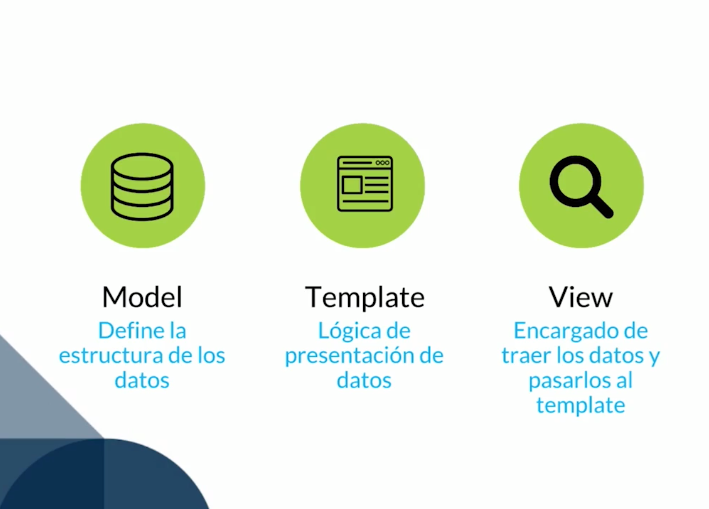 Model
Define la
estructura de los
datos
Template
Lógica de
presentación de
datos
View
Encargado de
traer los datos y
pasarlos al
template